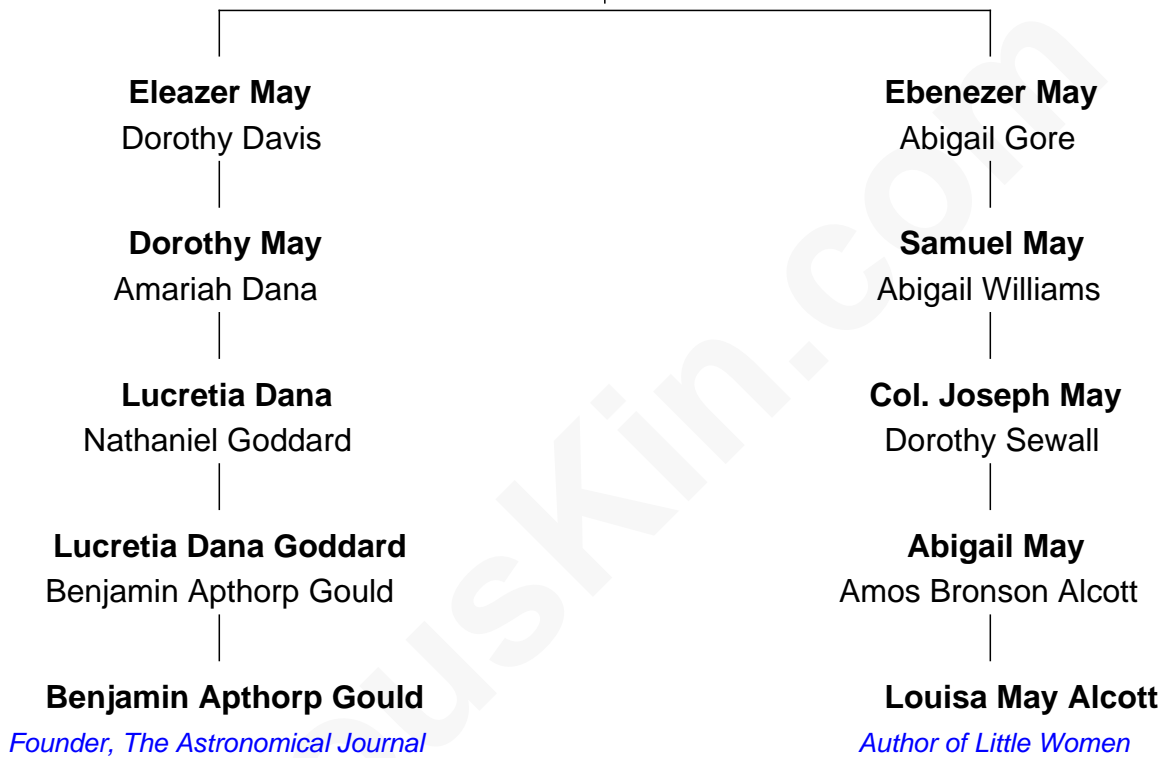 Eleazer May
Dorothy Davis
Ebenezer May
Abigail Gore
Dorothy May
Amariah Dana
Samuel May
Abigail Williams
Lucretia Dana
Nathaniel Goddard
Col. Joseph May
Dorothy Sewall
Lucretia Dana Goddard
Benjamin Apthorp Gould
Abigail May
Amos Bronson Alcott
Benjamin Apthorp Gould
Founder, The Astronomical Journal
Louisa May Alcott
Author of Little Women
ousKin.com